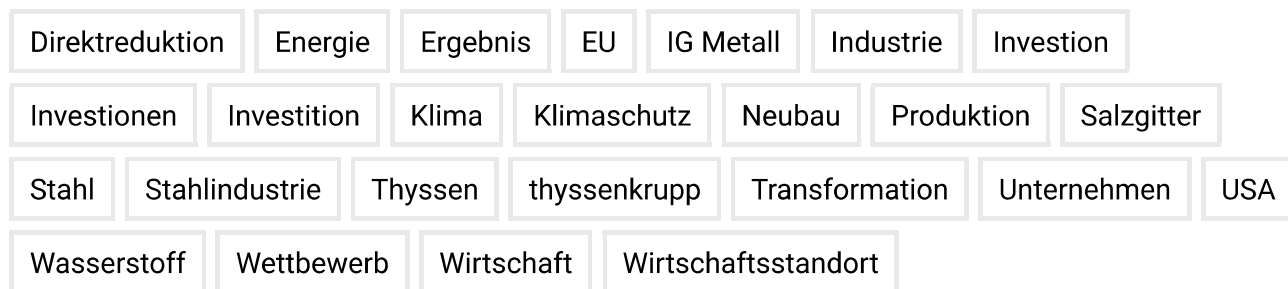 Direktreduktion Energie Ergebnis EU IG Metall Industrie Investion
Investionen Investition Klima Klimaschutz Neubau Produktion Salzgitter
Stahl Stahlindustrie Thyssen thyssenkrupp Transformation Unternehmen USA
Wasserstoff Wettbewerb Wirtschaft Wirtschaftsstandort